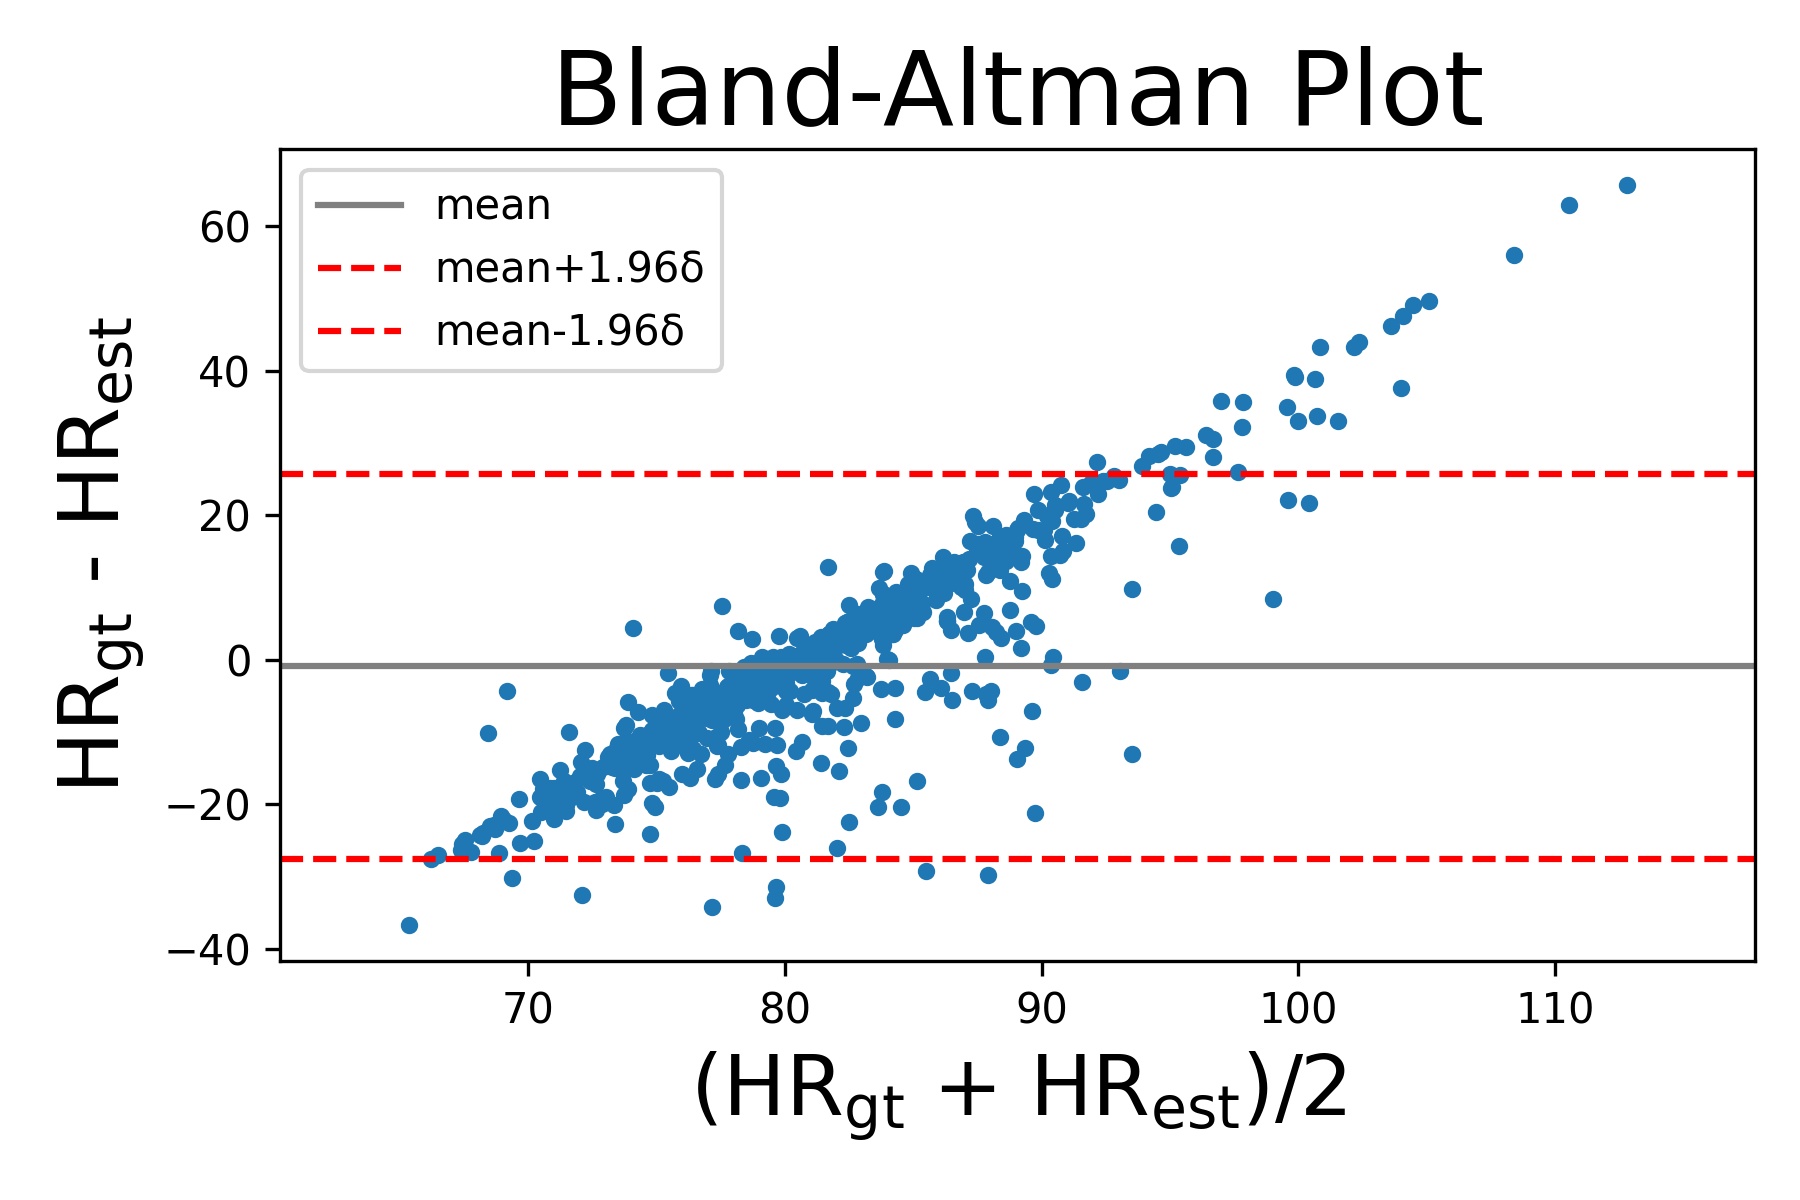 Bland-Altman Plot
mean
mean+1.96δ
mean-1.96δ
HRgt - HRest
60
40
20
0
−20
−40
70 80 90 100 110
(HRgt + HRest)/2